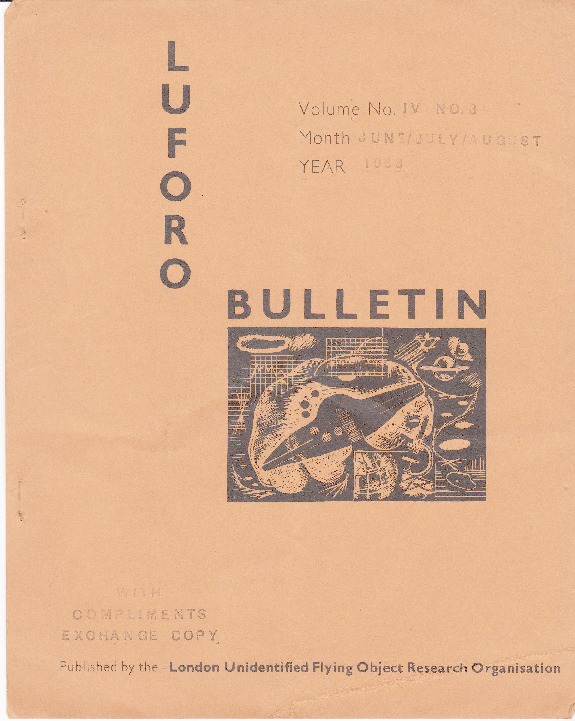 LUFORO
Volume No. IV NO/3
Month JUNE/JULY/AUGUST
YEAR
BULLETIN
WITH
COMPLIMENTS
EXCHANGE COPY
Published by the London Unidentified Flying Object Research Organisation